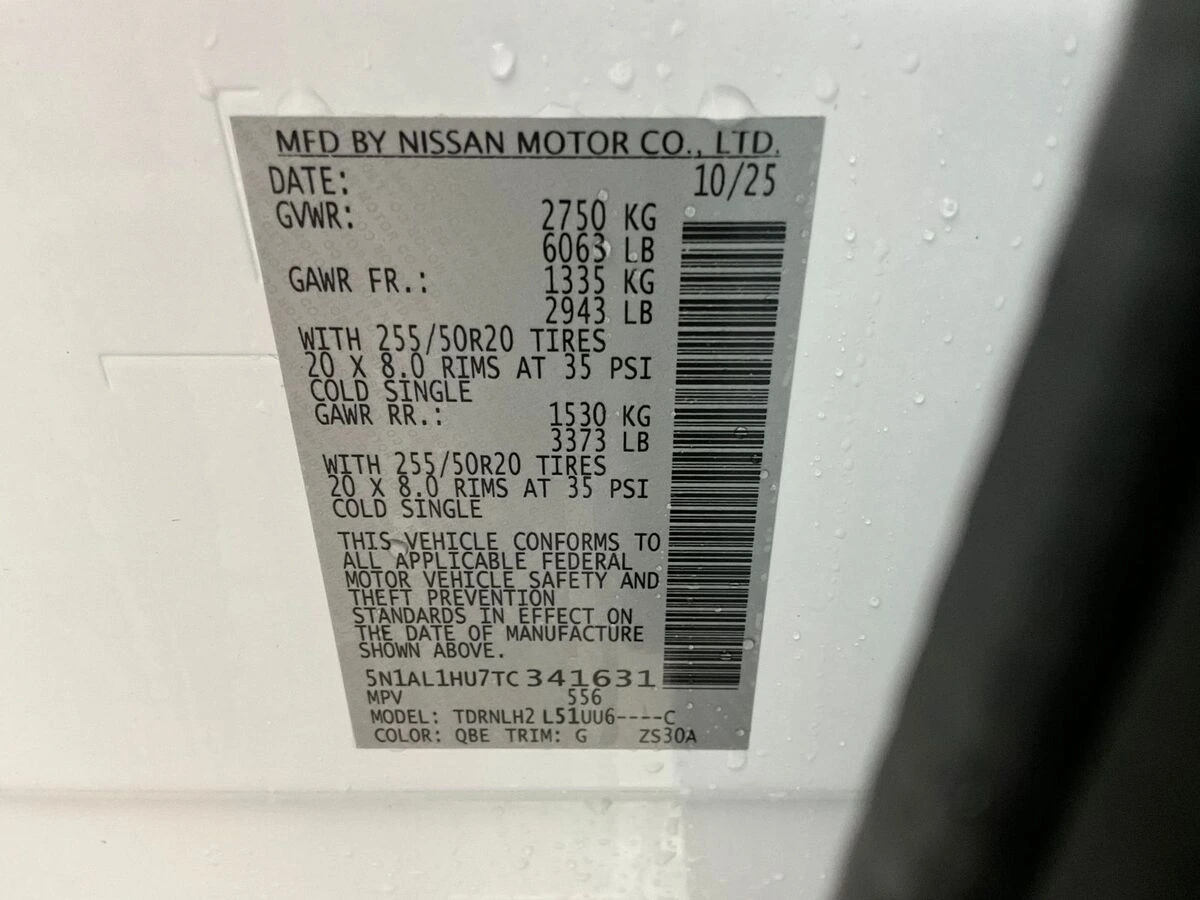 MFD BY NISSAN MOTOR CO., LTD.
DATE: 10/25
GVWR: 2750 KG
6063 LB
GAWR FR.: 1335 KG
2943 LB
WITH 255/50R20 TIRES
20 X 8.0 RIMS AT 35 PSI
COLD SINGLE
GAWR RR.: 1530 KG
3373 LB
WITH 255/50R20 TIRES
20 X 8.0 RIMS AT 35 PSI
COLD SINGLE
THIS VEHICLE CONFORMS TO
ALL APPLICABLE FEDERAL
MOTOR VEHICLE SAFETY AND
THEFT PREVENTION
STANDARDS IN EFFECT ON
THE DATE OF MANUFACTURE
SHOWN ABOVE.
5N1AL1HU7TC341631
MPV 556
MODEL: TDRNLH2 L51UU6----C
COLOR: QBE TRIM: G ZS30A